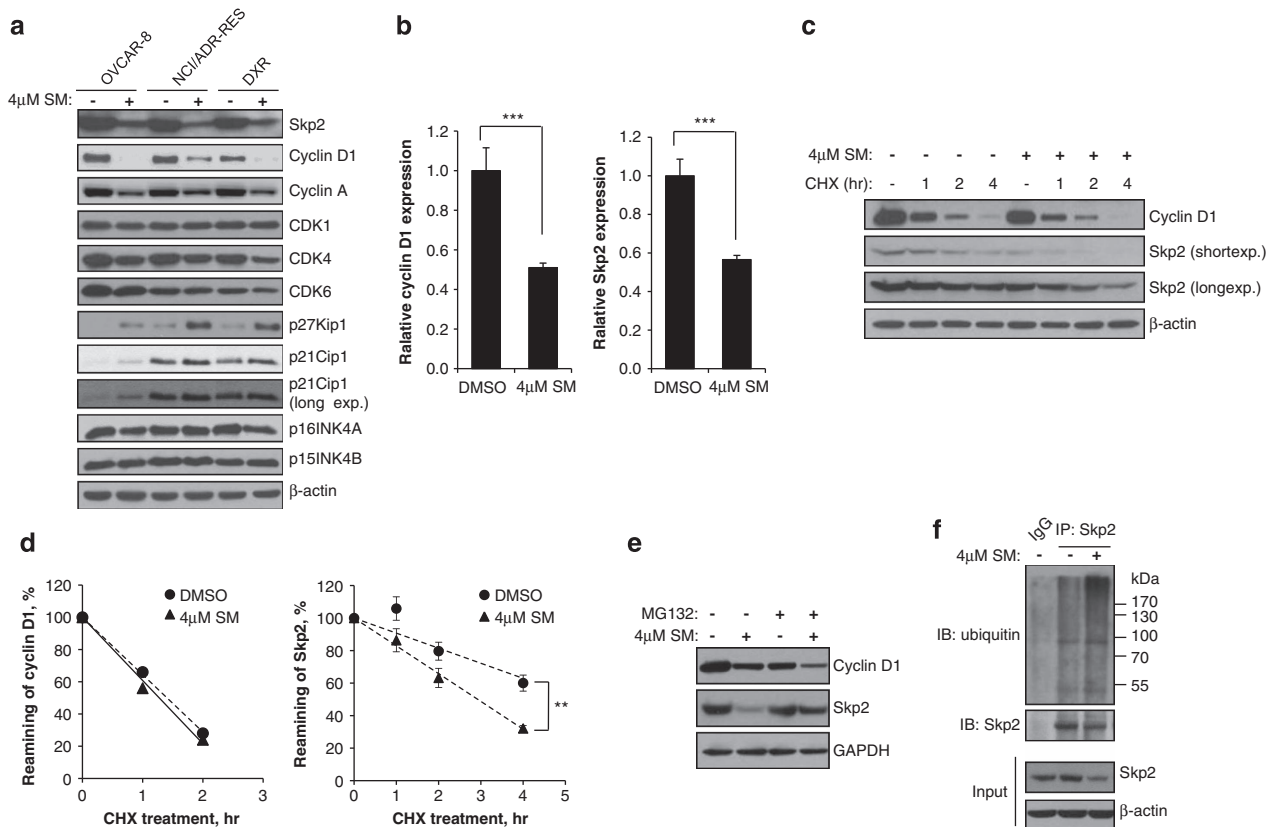 a
OVCAR-8 NCI/ADR-RES DXR
4μM SM: - + - + - +
Skp2
Cyclin D1
Cyclin A
CDK1
CDK4
CDK6
p27Kip1
p21Cip1
p21Cip1
(long exp.)
p16INK4A
p15INK4B
β-actin
b
Ralative cyclin D1 expression
1.2
1.0
0.8
0.6
0.4
0.2
0.0
***
DMSO 4μM SM
Ralative Skp2 expression
1.2
1.0
0.8
0.6
0.4
0.2
0.0
***
DMSO 4μM SM
c
4μM SM: - - - - + + + +
CHX (hr): - 1 2 4 - 1 2 4
Cyclin D1
Skp2 (shortexp.)
Skp2 (longexp.)
β-actin
d
Reamining of cyclin D1, %
120
100
80
60
40
20
0
DMSO
4μM SM
0 1 2 3
CHX treatment, hr
Reamining of Skp2, %
120
100
80
60
40
20
0
DMSO
4μM SM
**
0 1 2 3 4 5
CHX treatment, hr
e
MG132: - - + +
4μM SM: - + - +
Cyclin D1
Skp2
GAPDH
f
IgG IP: Skp2
4μM SM: - - +
kDa
170
130
100
70
55
IB: ubiquitin
IB: Skp2
Input
Skp2
β-actin